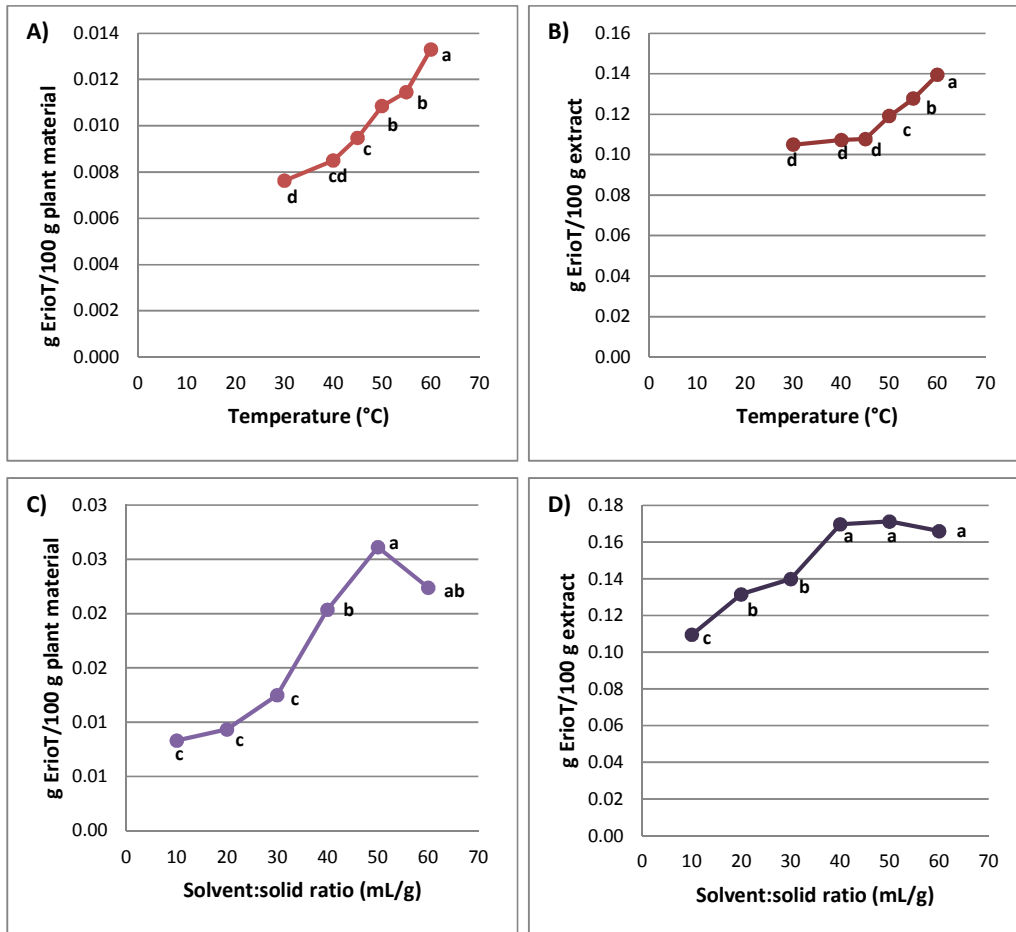 A)
0.014
0.012
0.010
0.008
0.006
0.004
0.002
0.000
g ErioT/100 g plant material
d
cd
c
b
b
a
0 10 20 30 40 50 60 70
Temperature (°C)
B)
0.16
0.14
0.12
0.10
0.08
0.06
0.04
0.02
0.00
g ErioT/100 g extract
d
d
d
c
b
a
0 10 20 30 40 50 60 70
Temperature (°C)
C)
0.03
0.03
0.02
0.02
0.01
0.01
0.00
g ErioT/100 g plant material
c
c
c
b
a
ab
0 10 20 30 40 50 60 70
Solvent:solid ratio (mL/g)
D)
0.18
0.16
0.14
0.12
0.10
0.08
0.06
0.04
0.02
0.00
g ErioT/100 g extract
c
b
b
a
a
a
0 10 20 30 40 50 60 70
Solvent:solid ratio (mL/g)